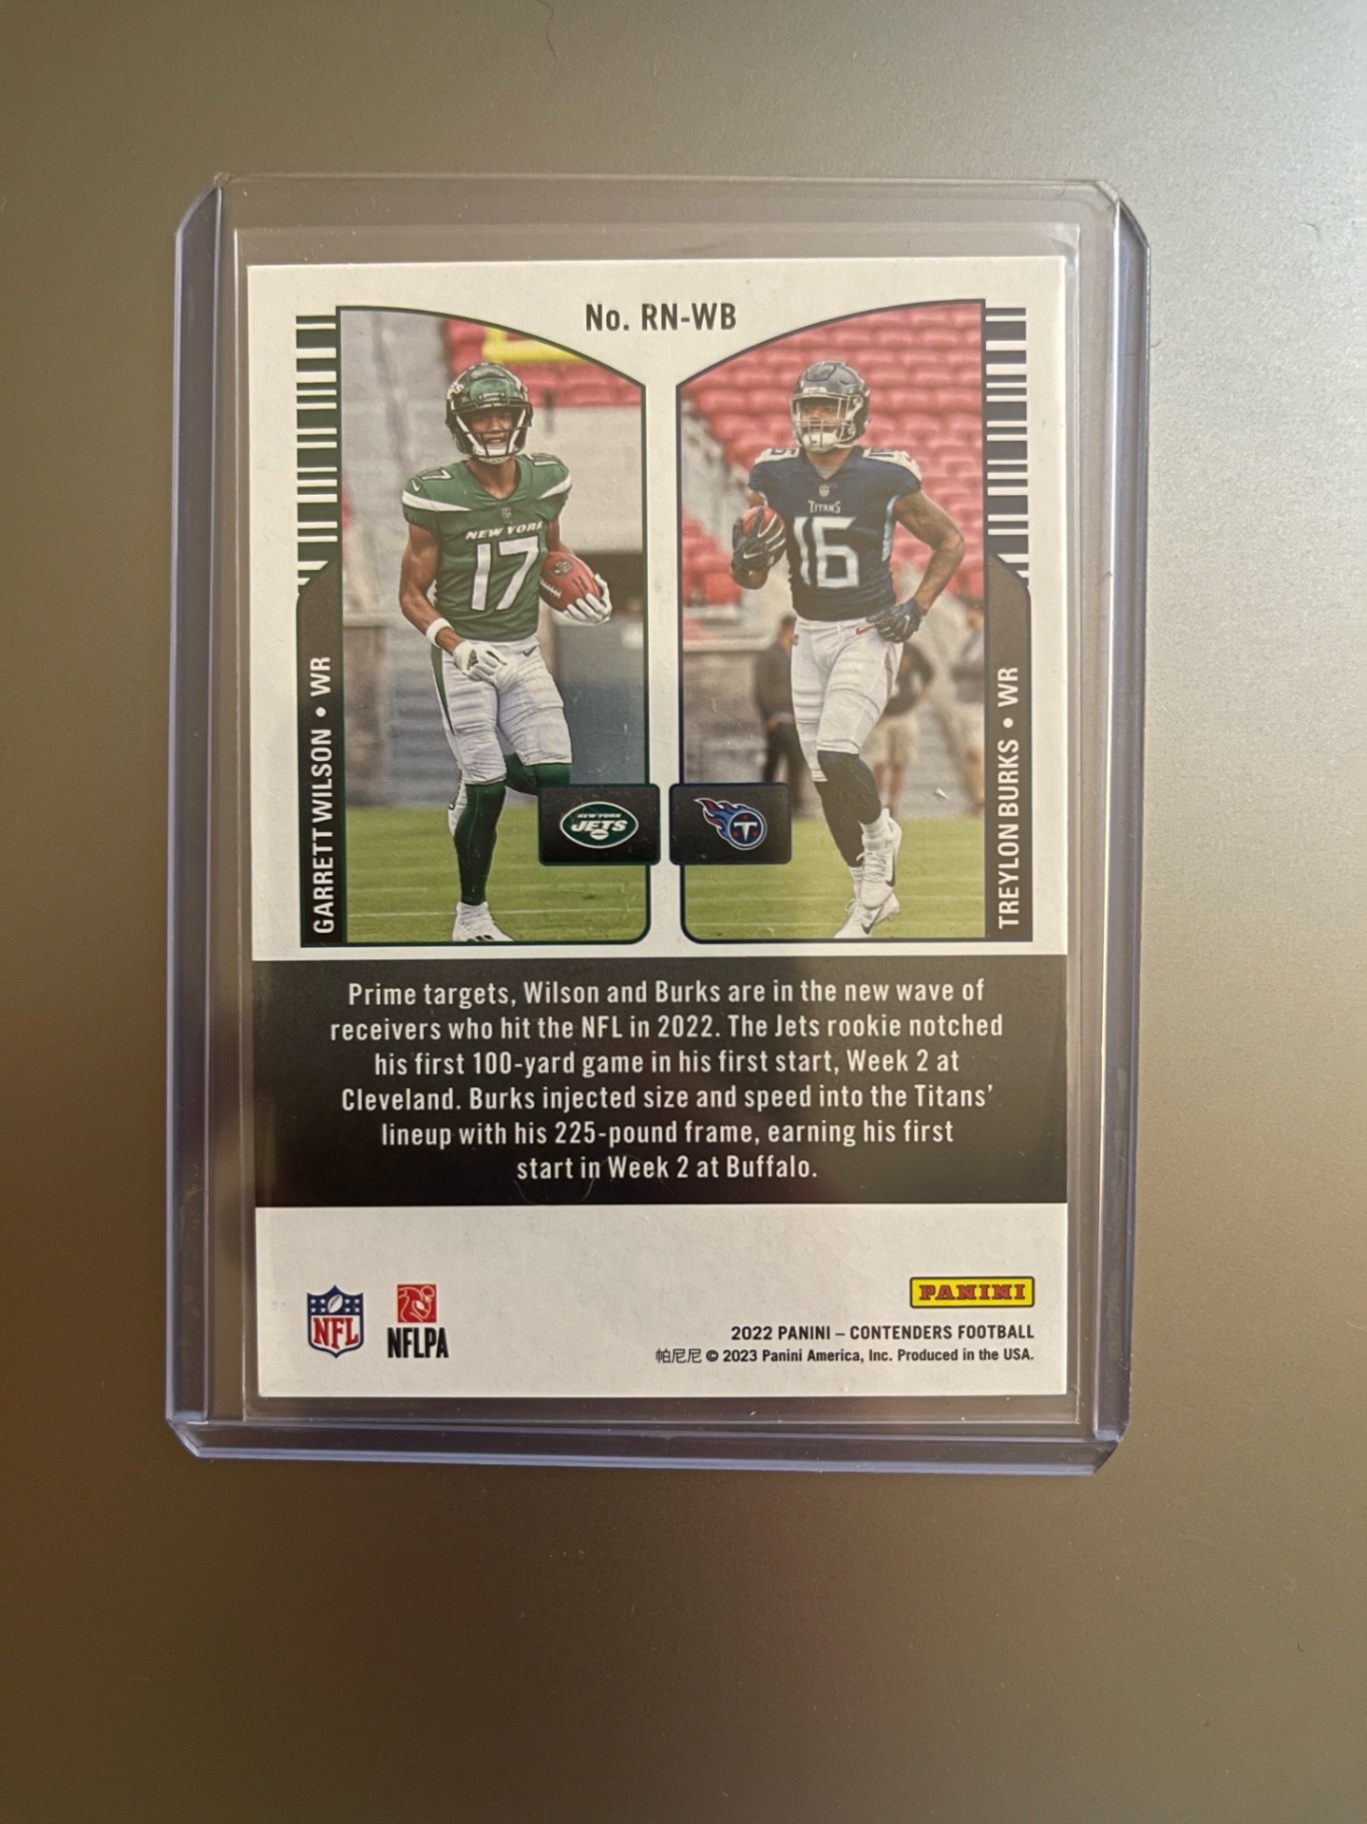 No. RN-WB
GARRETT WILSON • WR
17
NEW YORK
17
NEW YORK
JETS
16
TITANS
16
T
TREYLON BURKS • WR
Prime targets, Wilson and Burks are in the new wave of
receivers who hit the NFL in 2022. The Jets rookie notched
his first 100-yard game in his first start, Week 2 at
Cleveland. Burks injected size and speed into the Titans’
lineup with his 225-pound frame, earning his first
start in Week 2 at Buffalo.
NFL
NFLPA
PANINI
2022 PANINI – CONTENDERS FOOTBALL
帕尼尼 © 2023 Panini America, Inc. Produced in the USA.